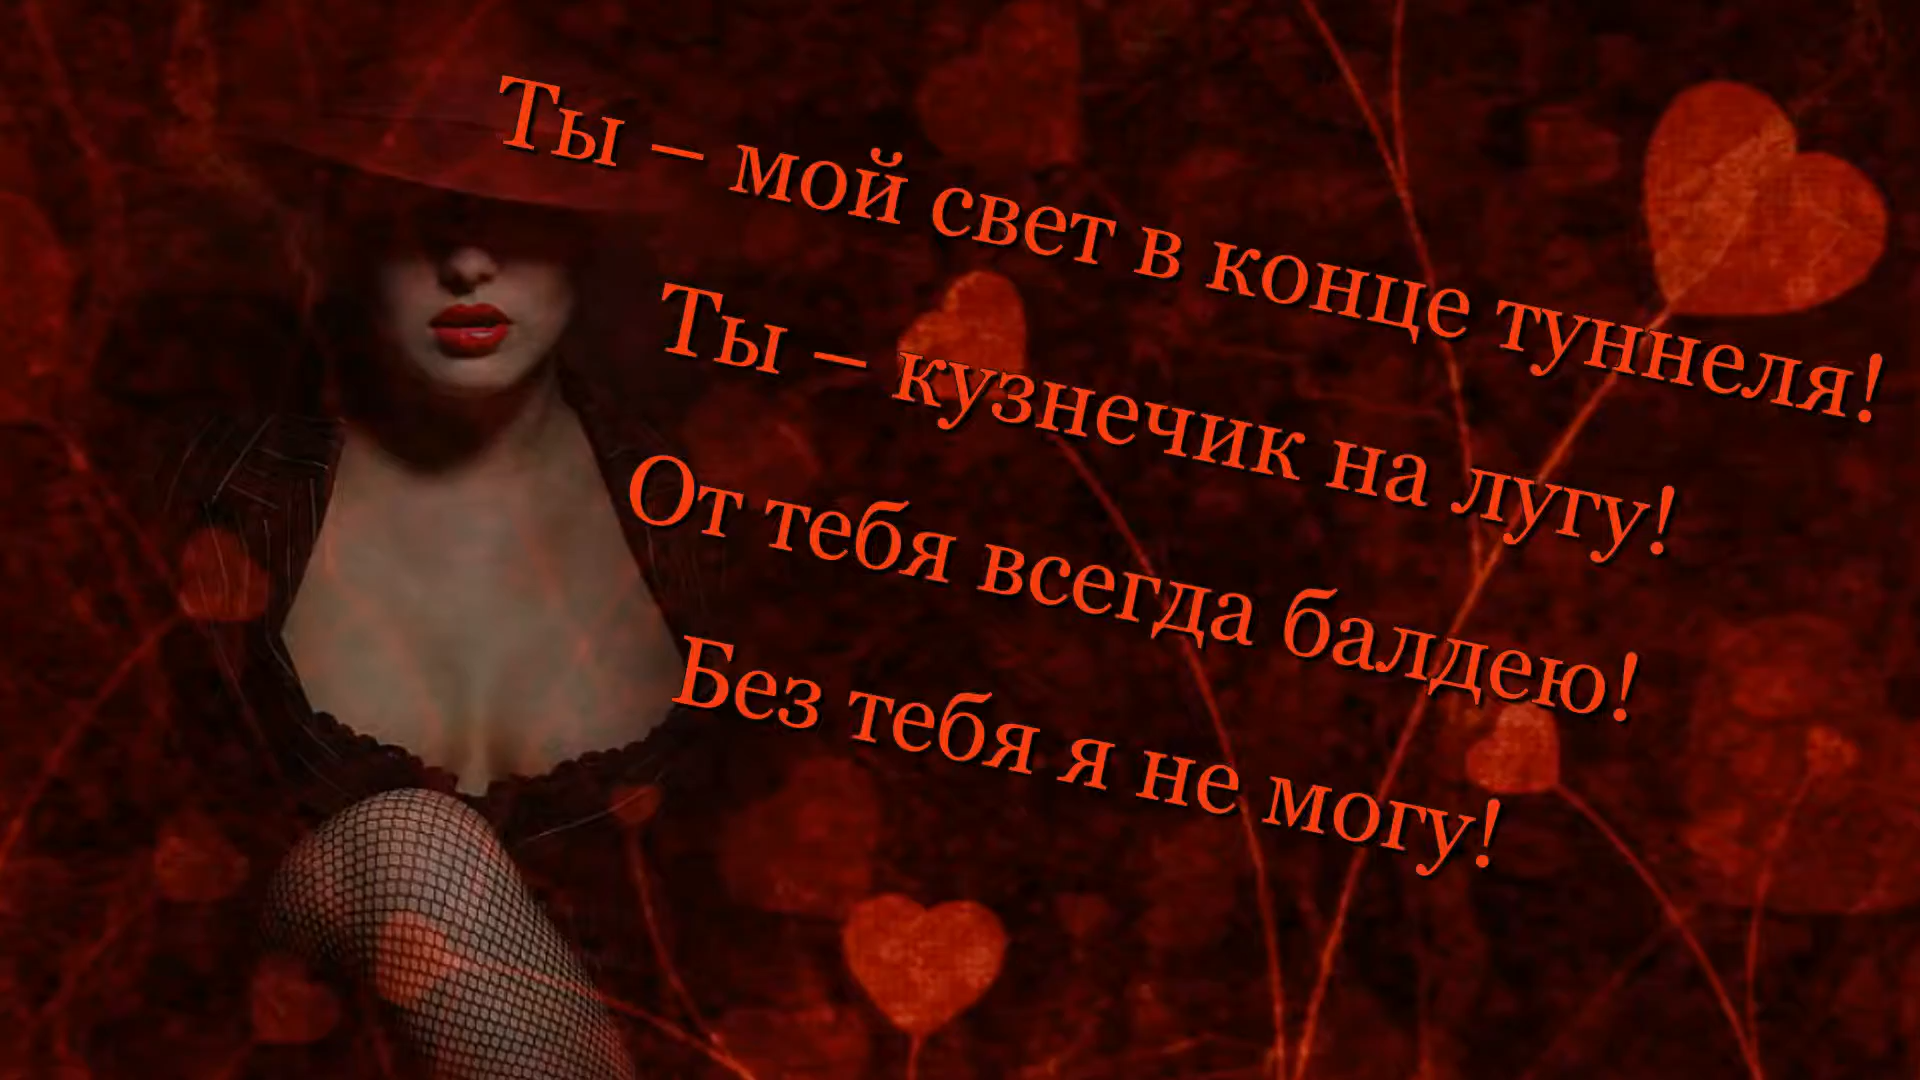 Ты – мой свет в конце туннеля!
Ты – кузнечик на лугу!
От тебя всегда балдею!
Без тебя я не могу!